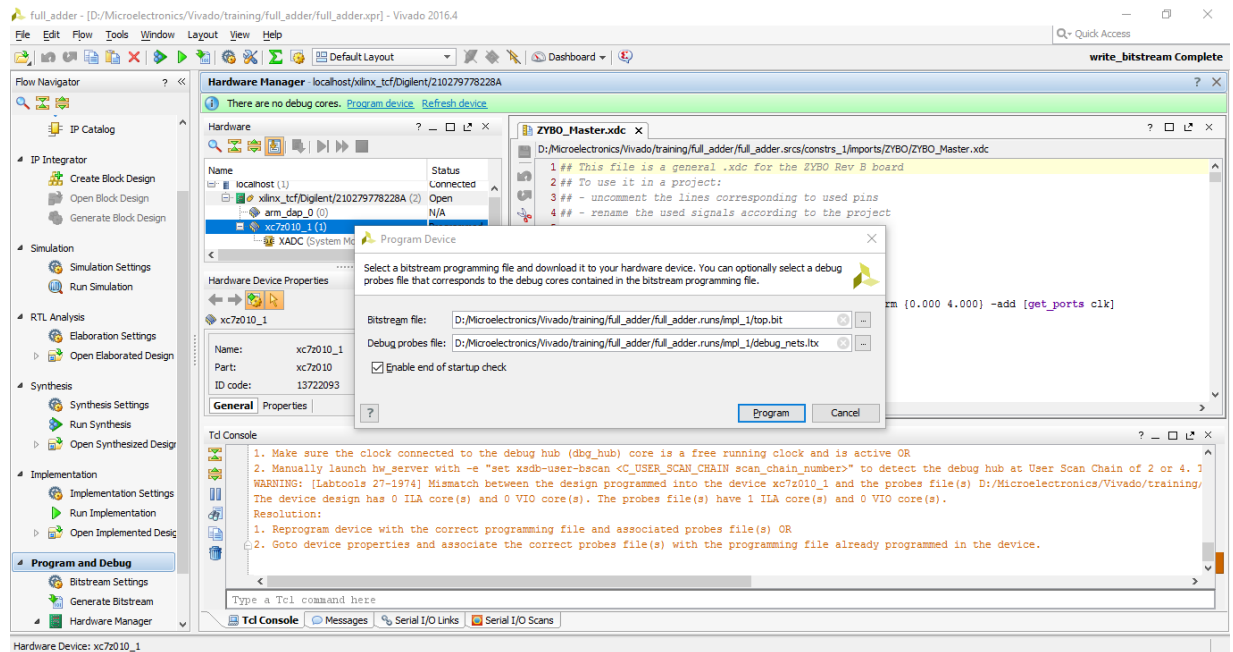 full_adder - [D:/Microelectronics/Vivado/training/full_adder/full_adder.xpr] - Vivado 2016.4
File Edit Flow Tools Window Layout View Help
Q- Quick Access
Default Layout
Dashboard
write_bitstream Complete
Flow Navigator ? «
IP Catalog
IP Integrator
Create Block Design
Open Block Design
Generate Block Design
Simulation
Simulation Settings
Run Simulation
RTL Analysis
Elaboration Settings
Open Elaborated Design
Synthesis
Synthesis Settings
Run Synthesis
Open Synthesized Desigr
Implementation
Implementation Settings
Run Implementation
Open Implemented Desig
Program and Debug
Bitstream Settings
Generate Bitstream
Hardware Manager
Hardware Manager - localhost/xilinx_tcf/Digilent/210279778228A
There are no debug cores. Program device Refresh device
Hardware
Name Status
localhost (1) Connected
xilinx_tcf/Digilent/210279778228A (2) Open
arm_dap_0 (0) N/A
xc7z010_1 (1)
XADC (System Mo
Hardware Device Properties
xc7z010_1
Name: xc7z010_1
Part: xc7z010
ID code: 13722093
General Properties
ZYBO_Master.xdc
D:/Microelectronics/Vivado/training/full_adder/full_adder.srcs/constrs_1/imports/ZYBO/ZYBO_Master.xdc
1 ## This file is a general .xdc for the ZYBO Rev B board
2 ## To use it in a project:
3 ## - uncomment the lines corresponding to used pins
4 ## - rename the used signals according to the project
rm {0.000 4.000} -add [get_ports clk]
Program Device
Select a bitstream programming file and download it to your hardware device. You can optionally select a debug
probes file that corresponds to the debug cores contained in the bitstream programming file.
Bitstream file: D:/Microelectronics/Vivado/training/full_adder/full_adder.runs/impl_1/top.bit ...
Debug probes file: D:/Microelectronics/Vivado/training/full_adder/full_adder.runs/impl_1/debug_nets.ltx ...
Enable end of startup check
? Program Cancel
Tcl Console
1. Make sure the clock connected to the debug hub (dbg_hub) core is a free running clock and is active OR
2. Manually launch hw_server with -e "set xsdb-user-bscan <C_USER_SCAN_CHAIN scan_chain_number>" to detect the debug hub at User Scan Chain of 2 or 4. T
WARNING: [Labtools 27-1974] Mismatch between the design programmed into the device xc7z010_1 and the probes file(s) D:/Microelectronics/Vivado/training/
The device design has 0 ILA core(s) and 0 VIO core(s). The probes file(s) have 1 ILA core(s) and 0 VIO core(s).
Resolution:
1. Reprogram device with the correct programming file and associated probes file(s) OR
2. Goto device properties and associate the correct probes file(s) with the programming file already programmed in the device.
Type a Tcl command here
Tcl Console Messages Serial I/O Links Serial I/O Scans
Hardware Device: xc7z010_1